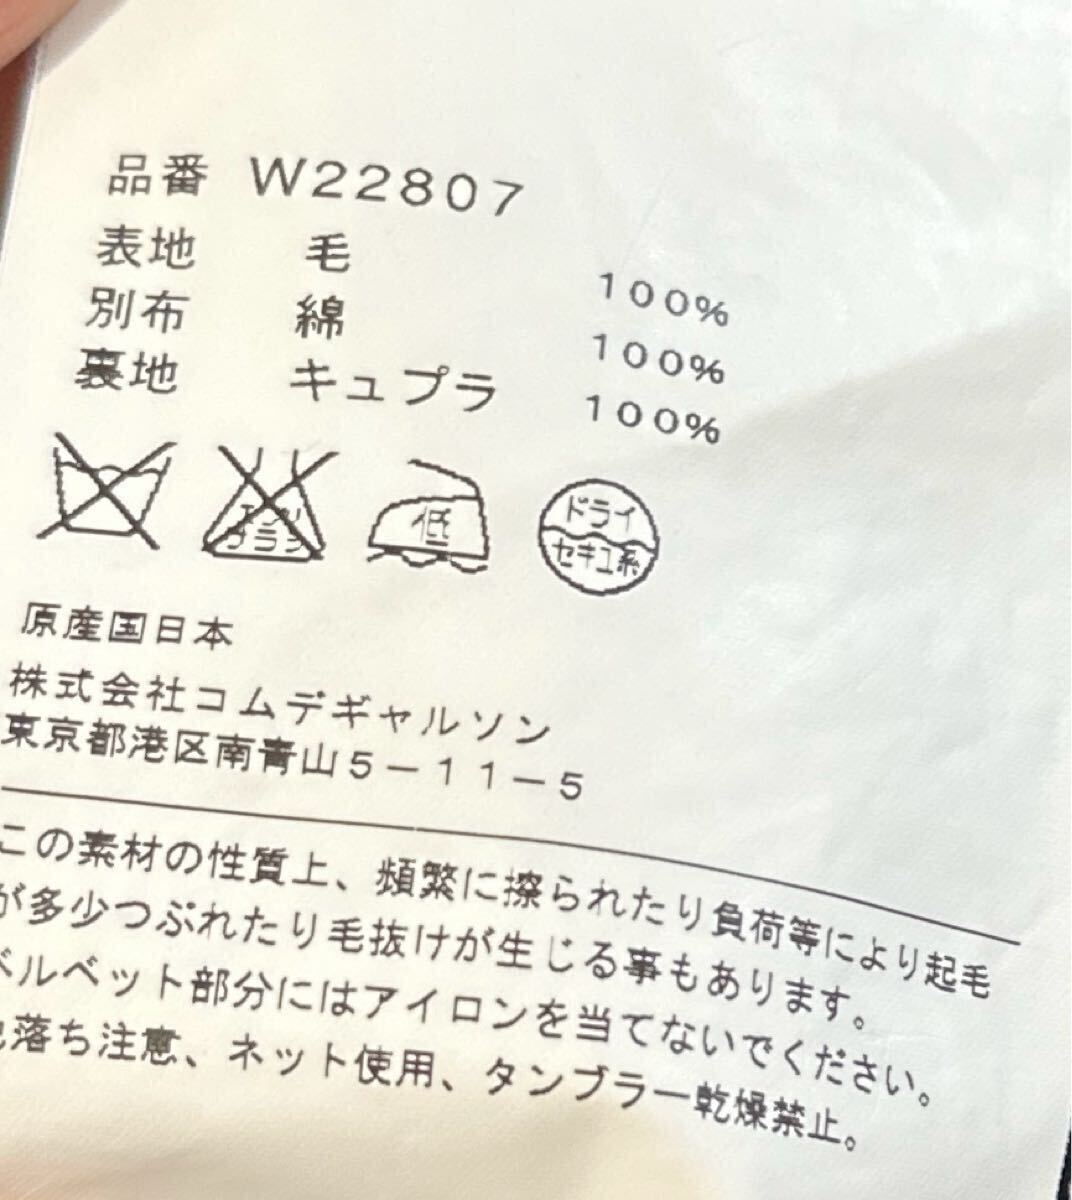 品番 W22807
表地 毛 100%
別布 綿 100%
裏地 キュプラ 100%
エンソ
サラシ
低
ドライ
セキユ系
原産国日本
株式会社コムデギャルソン
東京都港区南青山5-11-5
この素材の性質上、頻繁に擦られたり負荷等により起毛
が多少つぶれたり毛抜けが生じる事もあります。
ベルベット部分にはアイロンを当てないでください。
色落ち注意、ネット使用、タンブラー乾燥禁止。